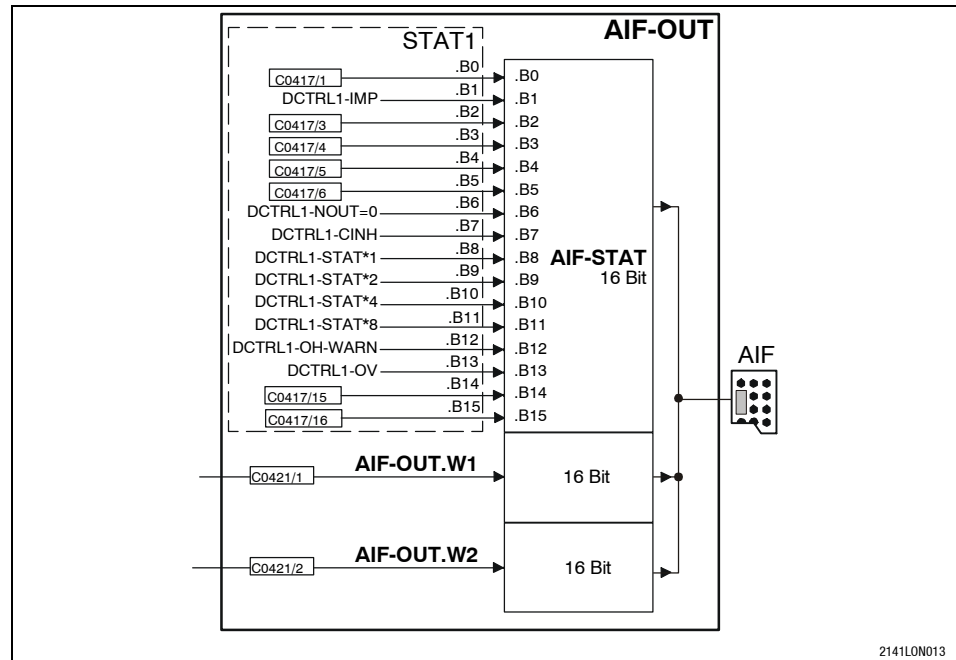 AIF-OUT
STAT1
C0417/1 .B0 .B0
DCTRL1-IMP .B1 .B1
C0417/3 .B2 .B2
C0417/4 .B3 .B3
C0417/5 .B4 .B4
C0417/6 .B5 .B5
DCTRL1-NOUT=0 .B6 .B6
DCTRL1-CINH .B7 .B7
DCTRL1-STAT*1 .B8 .B8 AIF-STAT
DCTRL1-STAT*2 .B9 .B9 16 Bit
DCTRL1-STAT*4 .B10 .B10
DCTRL1-STAT*8 .B11 .B11
DCTRL1-OH-WARN .B12 .B12
DCTRL1-OV .B13 .B13
C0417/15 .B14 .B14
C0417/16 .B15 .B15
AIF
C0421/1 AIF-OUT.W1 16 Bit
C0421/2 AIF-OUT.W2 16 Bit
2141LON013